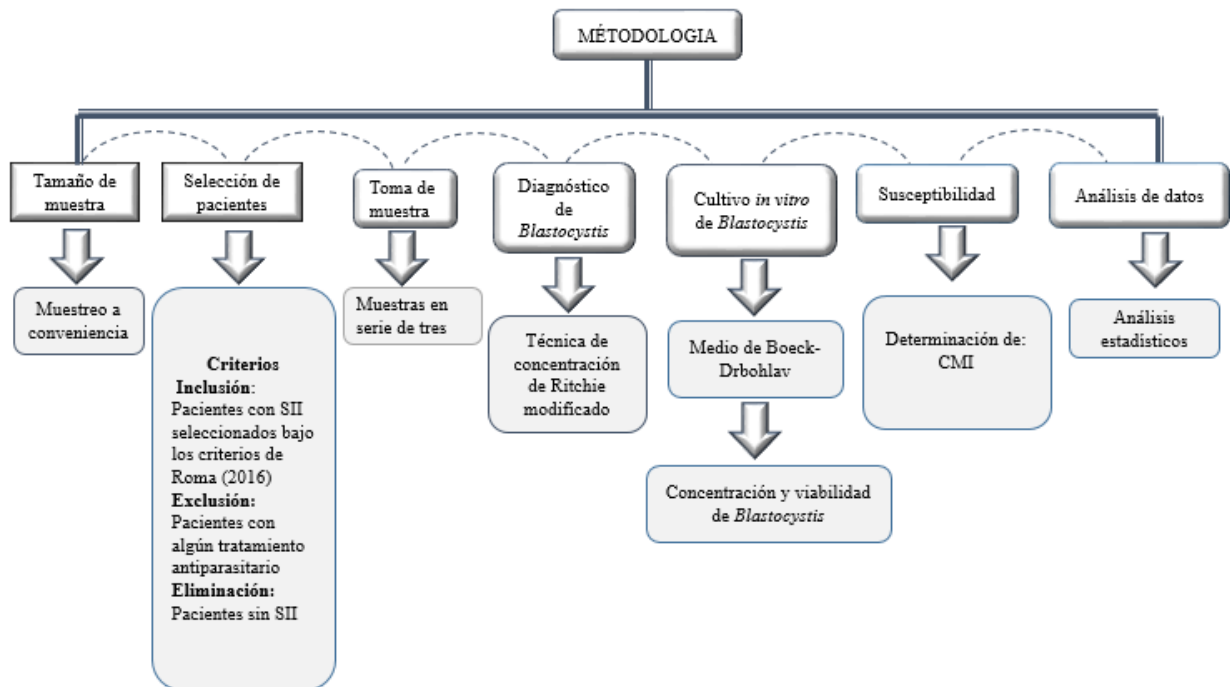 MÉTODOLOGIA
Tamaño de
muestra
Selección de
pacientes
Toma de
muestra
Diagnóstico
de
Blastocystis
Cultivo in vitro
de Blastocystis
Susceptibilidad
Análisis de datos
Muestreo a
conveniencia
Criterios
Inclusión:
Pacientes con SII
seleccionados bajo
los criterios de
Roma (2016)
Exclusión:
Pacientes con
algún tratamiento
antiparasitario
Eliminación:
Pacientes sin SII
Muestras en
serie de tres
Técnica de
concentración
de Ritchie
modificado
Medio de Boeck-
Drbohlav
Concentración y viabilidad
de Blastocystis
Determinación de:
CMI
Análisis
estadísticos